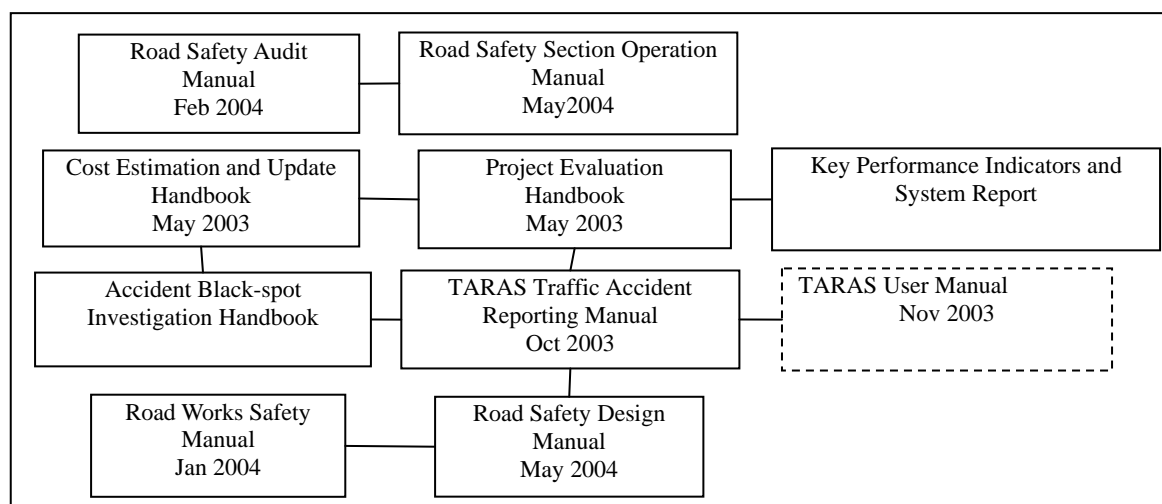 Road Safety Audit
Manual
Feb 2004
Road Safety Section Operation
Manual
May2004
Cost Estimation and Update
Handbook
May 2003
Project Evaluation
Handbook
May 2003
Key Performance Indicators and
System Report
Accident Black-spot
Investigation Handbook
TARAS Traffic Accident
Reporting Manual
Oct 2003
TARAS User Manual
Nov 2003
Road Works Safety
Manual
Jan 2004
Road Safety Design
Manual
May 2004